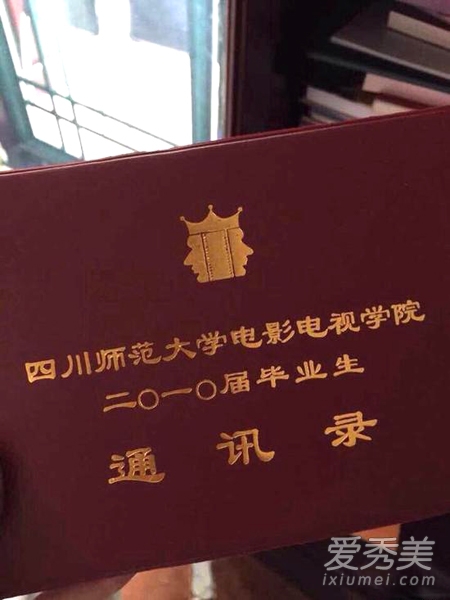 四川师范大学电影电视学院
二〇一〇届毕业生
通讯录
爱秀美
ixiumei.com